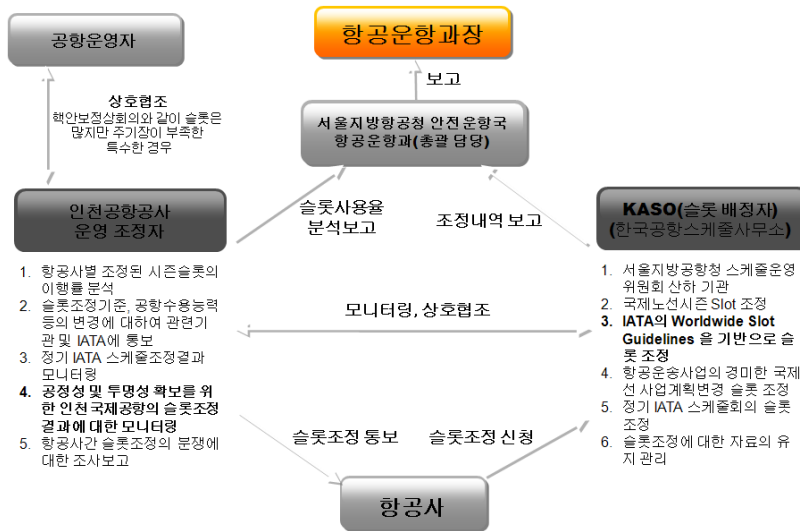 공항운영자
항공운항과장
보고
상호협조
핵안보정상회의와 같이 슬롯은
많지만 주기장이 부족한
특수한 경우
서울지방항공청 안전운항국
항공운항과(총괄 담당)
인천공항공사
운영 조정자
슬롯사용율
분석보고
조정내역 보고
KASO(슬롯 배정자)
(한국공항스케줄사무소)
1. 항공사별 조정된 시즌슬롯의
이행률 분석
2. 슬롯조정기준, 공항수용능력
등의 변경에 대하여 관련기
관 및 IATA에 통보
3. 정기 IATA 스케줄조정결과
모니터링
4. 공정성 및 투명성 확보를 위
한 인천 국제공항의 슬롯조정
결과에 대한 모니터링
5. 항공사간 슬롯조정의 분쟁에
대한 조사보고
모니터링, 상호협조
1. 서울지방공항청 스케줄운영
위원회 산하 기관
2. 국제노선시즌 Slot 조정
3. IATA의 Worldwide Slot
Guidelines 을 기반으로 슬
롯 조정
4. 항공운송사업의 경미한 국제
선 사업계획변경 슬롯 조정
5. 정기 IATA 스케줄회의 슬롯
조정
6. 슬롯조정에 대한 자료의 유
지 관리
슬롯조정 통보
슬롯조정 신청
항공사